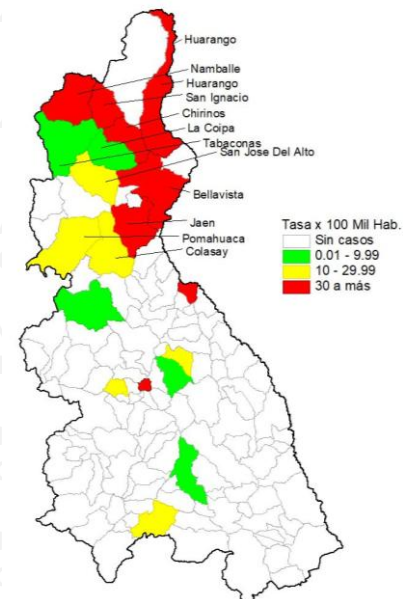 Huarango
Namballe
Huarango
San Ignacio
Chirinos
La Coipa
Tabaconas
San Jose Del Alto
Bellavista
Jaen
Pomahuaca
Colasay
Tasa x 100 Mil Hab.
Sin casos
0.01 - 9.99
10 - 29.99
30 a más